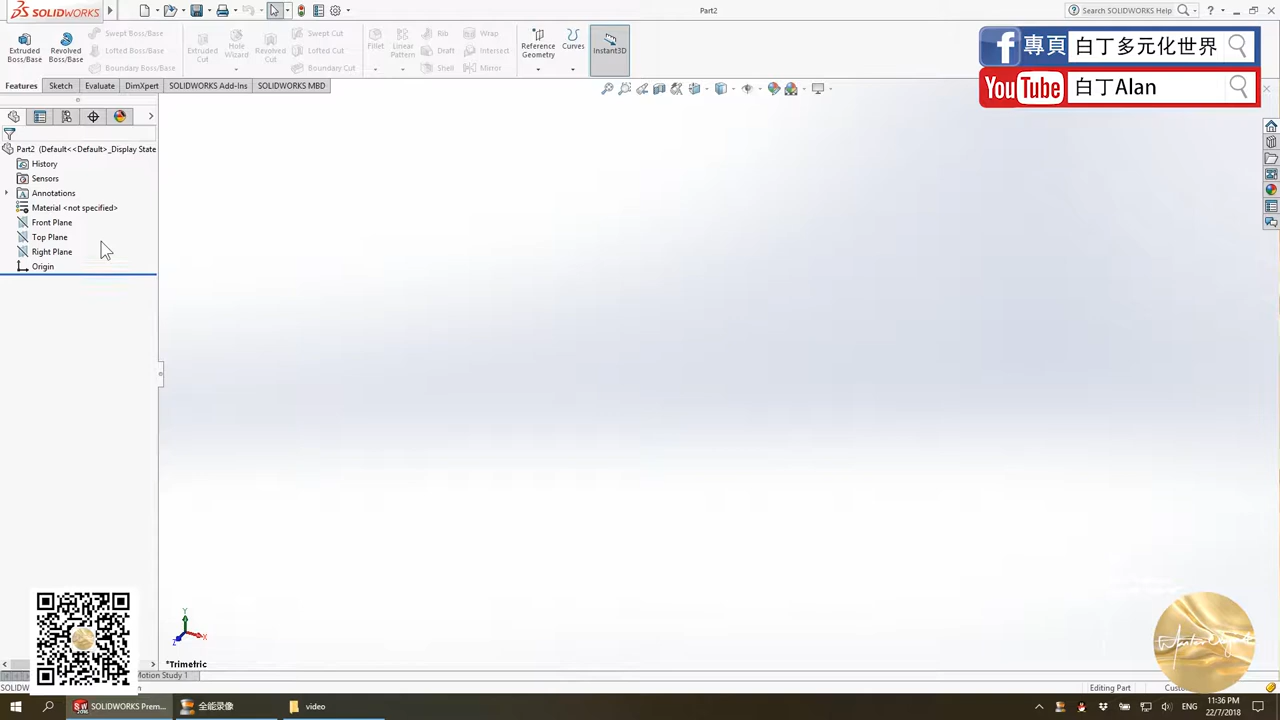 SOLIDWORKS
Part2
Search SOLIDWORKS Help
Extruded Boss/Base
Revolved Boss/Base
Swept Boss/Base
Lofted Boss/Base
Boundary Boss/Base
Extruded Cut
Hole Wizard
Revolved Cut
Swept Cut
Lofted Cut
Boundary Cut
Fillet
Linear Pattern
Rib
Draft
Shell
Wrap
Intersect
Mirror
Reference Geometry
Curves
Instant3D
專頁 白丁多元化世界
YouTube 白丁Alan
Features
Sketch
Evaluate
DimXpert
SOLIDWORKS Add-Ins
SOLIDWORKS MBD
Part2 (Default<<Default>_Display State
History
Sensors
Annotations
Material <not specified>
Front Plane
Top Plane
Right Plane
Origin
Y
X
Z
*Trimetric
Motion Study 1
SOLIDW
Editing Part
SOLIDWORKS Prem...
全能录像
video
ENG
11:36 PM
22/7/2018